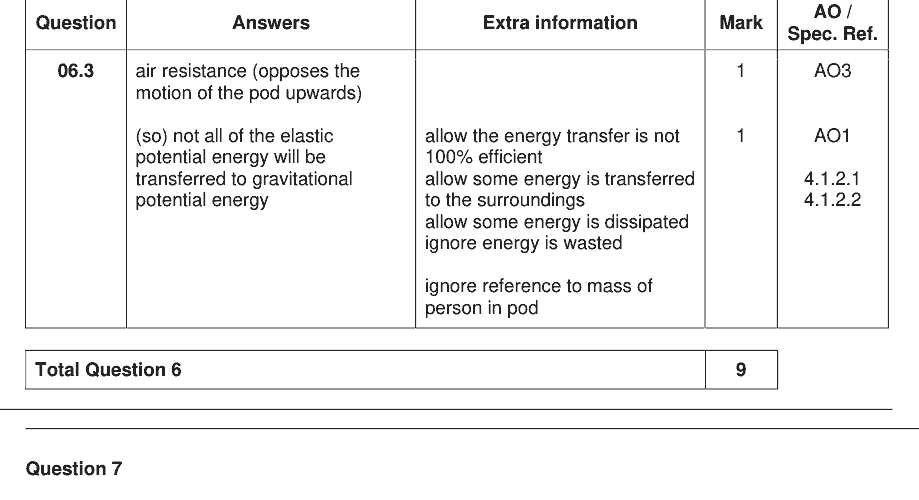 Question Answers Extra information Mark AO /
Spec. Ref.
06.3 air resistance (opposes the 1 AO3
motion of the pod upwards)
(so) not all of the elastic allow the energy transfer is not 1 AO1
potential energy will be 100% efficient
transferred to gravitational allow some energy is transferred 4.1.2.1
potential energy to the surroundings 4.1.2.2
allow some energy is dissipated
ignore energy is wasted
ignore reference to mass of
person in pod
Total Question 6 9
Question 7